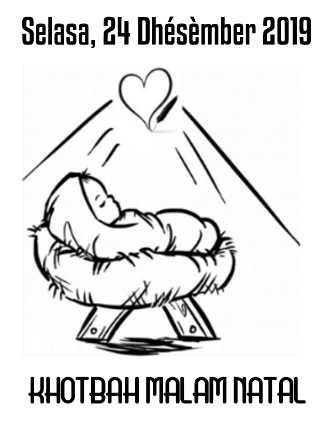 Selasa, 24 Dhésèmber 2019
KHOTBAH MALAM NATAL